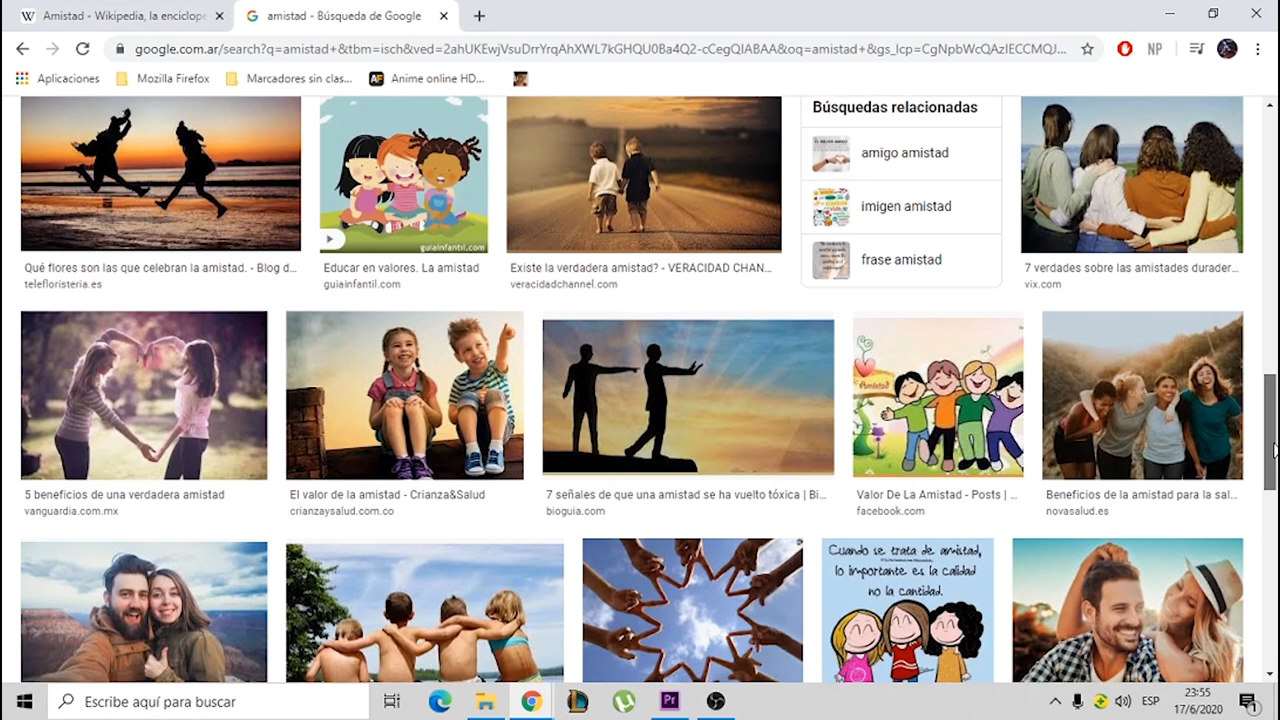 Amistad - Wikipedia, la enciclope
amistad - Búsqueda de Google
google.com.ar/search?q=amistad+&tbm=isch&ved=2ahUKEwjVsuDrrYrqAhXWL7kGHQU0Ba4Q2-cCegQIABAA&oq=amistad+&gs_lcp=CgNpbWcQAzIECCMQJ...
NP
Aplicaciones
Mozilla Firefox
Marcadores sin clas...
AF
Anime online HD...
Búsquedas relacionadas
amigo amistad
imigen amistad
frase amistad
guiainfantil.com
Qué flores son las que celebran la amistad. - Blog d...
telefloristeria.es
Educar en valores. La amistad
guiainfantil.com
Existe la verdadera amistad? - VERACIDAD CHAN...
veracidadchannel.com
7 verdades sobre las amistades durader...
vix.com
Amistad
5 beneficios de una verdadera amistad
vanguardia.com.mx
El valor de la amistad - Crianza&Salud
crianzaysalud.com.co
7 señales de que una amistad se ha vuelto tóxica | Bi...
bioguia.com
Valor De La Amistad - Posts | ...
facebook.com
Beneficios de la amistad para la sal...
novasalud.es
Cuando se trata de amistad,
lo importante es la calidad
no la cantidad.
Escribe aquí para buscar
Pr
ESP
23:55
17/6/2020
1